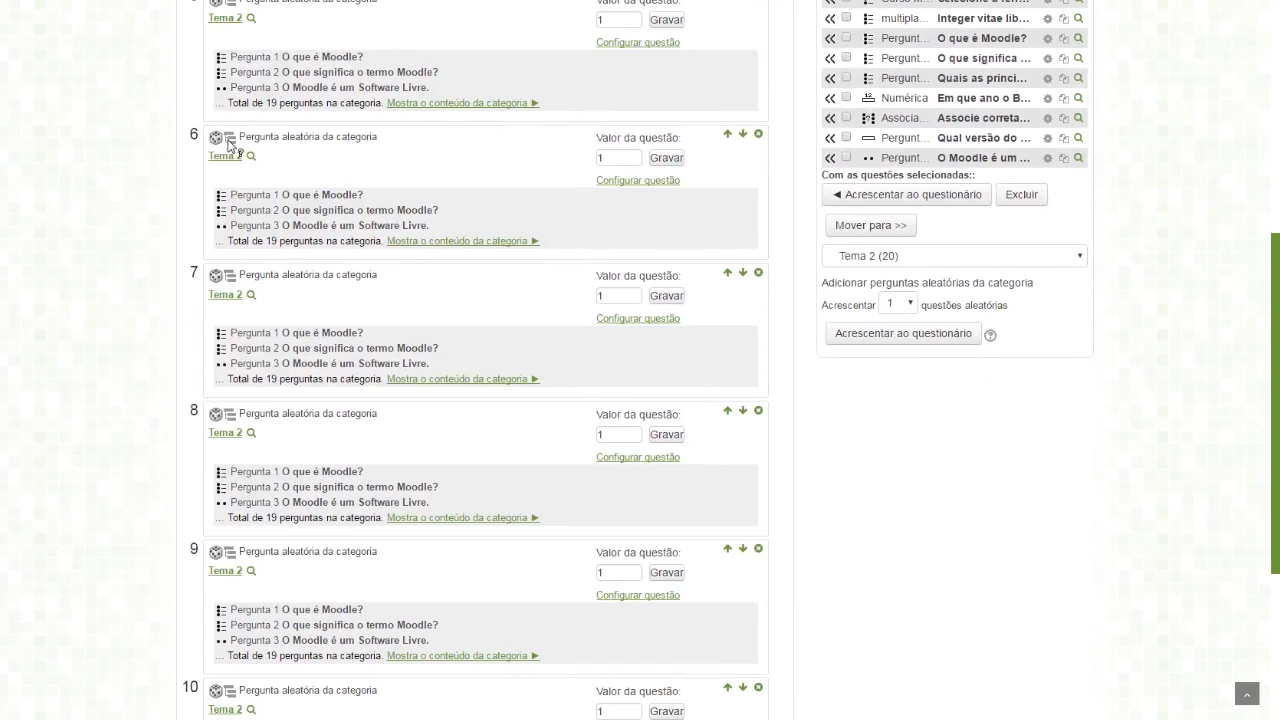 Tema 2
Valor da questão:
1 Gravar
Configurar questão
Pergunta 1 O que é Moodle?
Pergunta 2 O que significa o termo Moodle?
Pergunta 3 O Moodle é um Software Livre.
... Total de 19 perguntas na categoria. Mostra o conteúdo da categoria ►
6 Pergunta aleatória da categoria
Tema 2
Valor da questão:
1 Gravar
Configurar questão
Pergunta 1 O que é Moodle?
Pergunta 2 O que significa o termo Moodle?
Pergunta 3 O Moodle é um Software Livre.
... Total de 19 perguntas na categoria. Mostra o conteúdo da categoria ►
7 Pergunta aleatória da categoria
Tema 2
Valor da questão:
1 Gravar
Configurar questão
Pergunta 1 O que é Moodle?
Pergunta 2 O que significa o termo Moodle?
Pergunta 3 O Moodle é um Software Livre.
... Total de 19 perguntas na categoria. Mostra o conteúdo da categoria ►
8 Pergunta aleatória da categoria
Tema 2
Valor da questão:
1 Gravar
Configurar questão
Pergunta 1 O que é Moodle?
Pergunta 2 O que significa o termo Moodle?
Pergunta 3 O Moodle é um Software Livre.
... Total de 19 perguntas na categoria. Mostra o conteúdo da categoria ►
9 Pergunta aleatória da categoria
Tema 2
Valor da questão:
1 Gravar
Configurar questão
Pergunta 1 O que é Moodle?
Pergunta 2 O que significa o termo Moodle?
Pergunta 3 O Moodle é um Software Livre.
... Total de 19 perguntas na categoria. Mostra o conteúdo da categoria ►
10 Pergunta aleatória da categoria
Tema 2
Valor da questão:
1 Gravar
multipla... Integer vitae lib...
Pergunt... O que é Moodle?
Pergunt... O que significa ...
Pergunt... Quais as princi...
Numérica Em que ano o B...
Associa... Associe correta...
Pergunt... Qual versão do ...
Pergunt... O Moodle é um ...
Com as questões selecionadas::
◄ Acrescentar ao questionário Excluir
Mover para >>
Tema 2 (20)
Adicionar perguntas aleatórias da categoria
Acrescentar 1 questões aleatórias
Acrescentar ao questionário